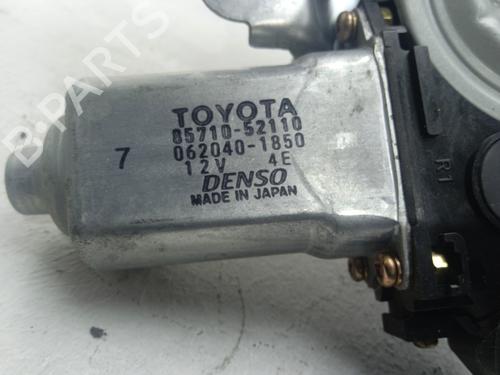 B-PARTS
TOYOTA
85710-52110
062040-1850
7
12V 4E
DENSO
MADE IN JAPAN
R1